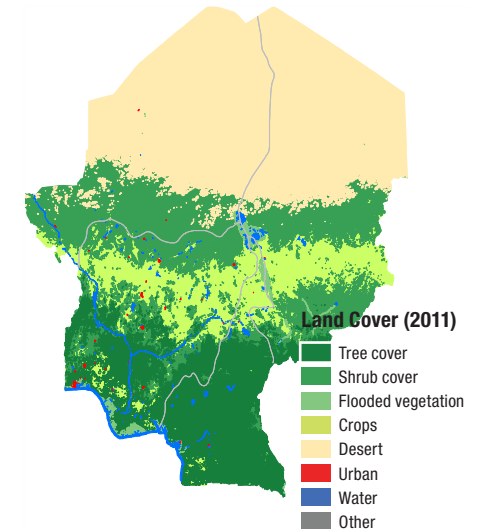 Land Cover (2011)
Tree cover
Shrub cover
Flooded vegetation
Crops
Desert
Urban
Water
Other